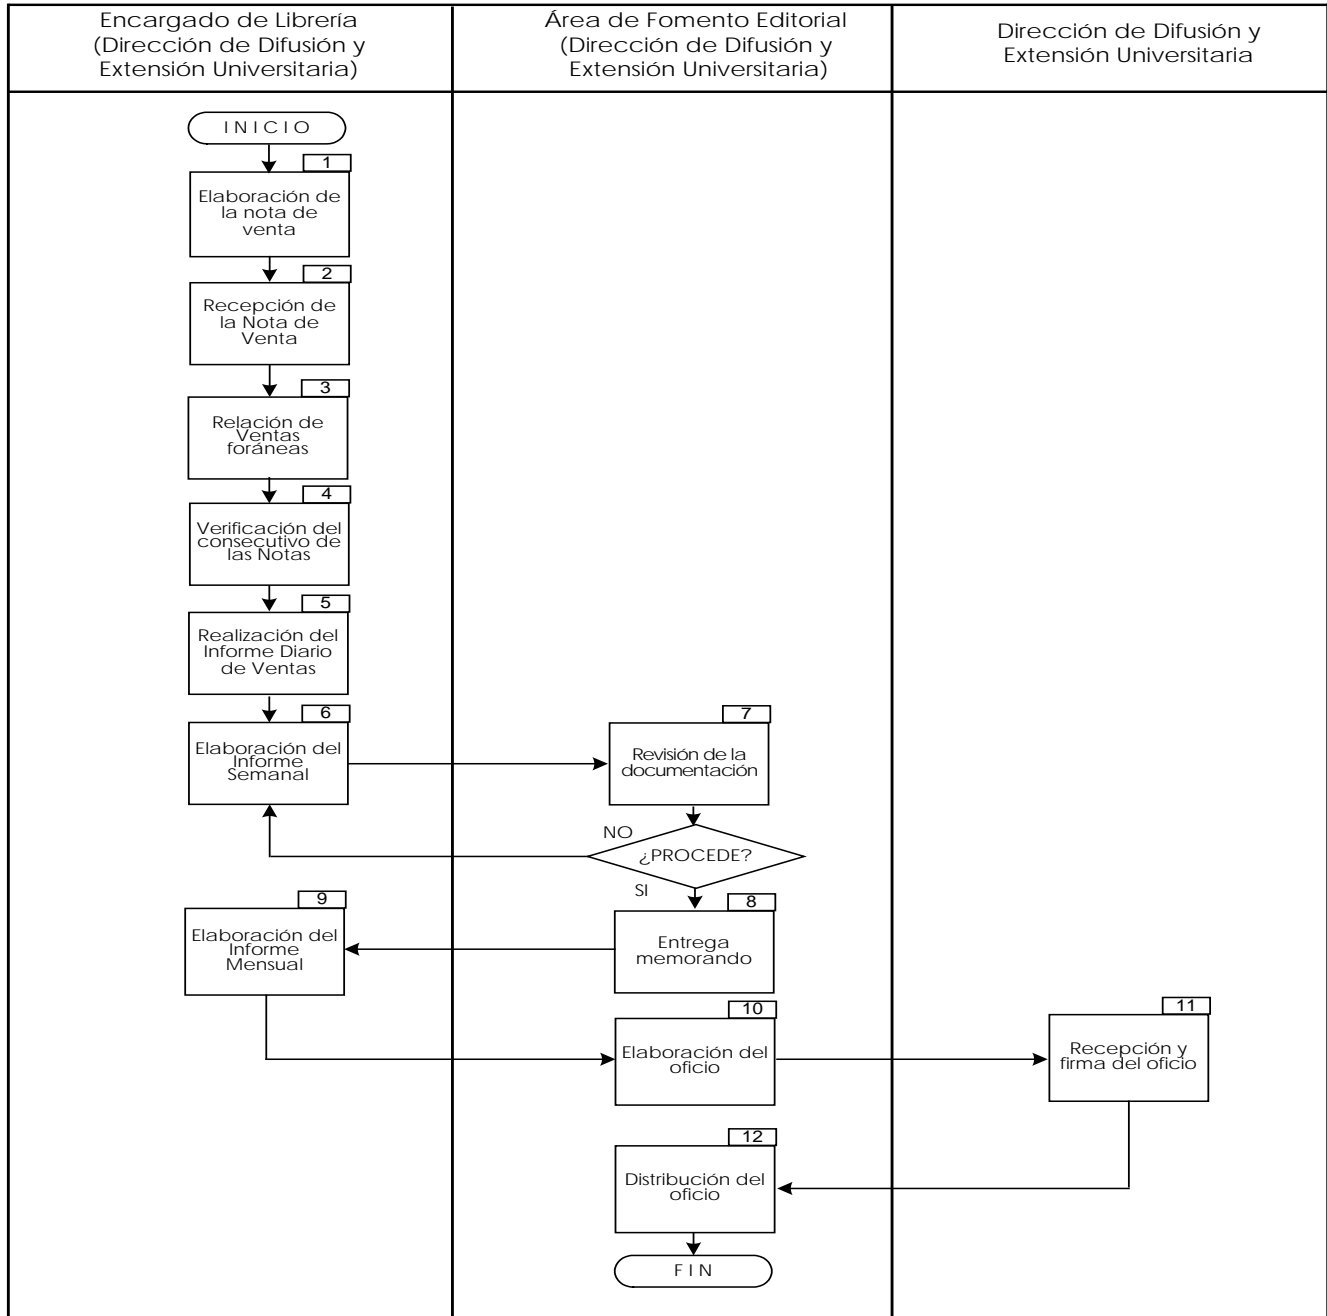 Encargado de Librería
(Dirección de Difusión y
Extensión Universitaria)
Área de Fomento Editorial
(Dirección de Difusión y
Extensión Universitaria)
Dirección de Difusión y
Extensión Universitaria
INICIO
1
Elaboración de
la nota de
venta
2
Recepción de
la Nota de
Venta
3
Relación de
Ventas
foráneas
4
Verificación del
consecutivo de
las Notas
5
Realización del
Informe Diario
de Ventas
6
Elaboración del
Informe
Semanal
7
Revisión de la
documentación
NO
¿PROCEDE?
SI
8
Entrega
memorando
9
Elaboración del
Informe
Mensual
10
Elaboración del
oficio
11
Recepción y
firma del oficio
12
Distribución del
oficio
FIN